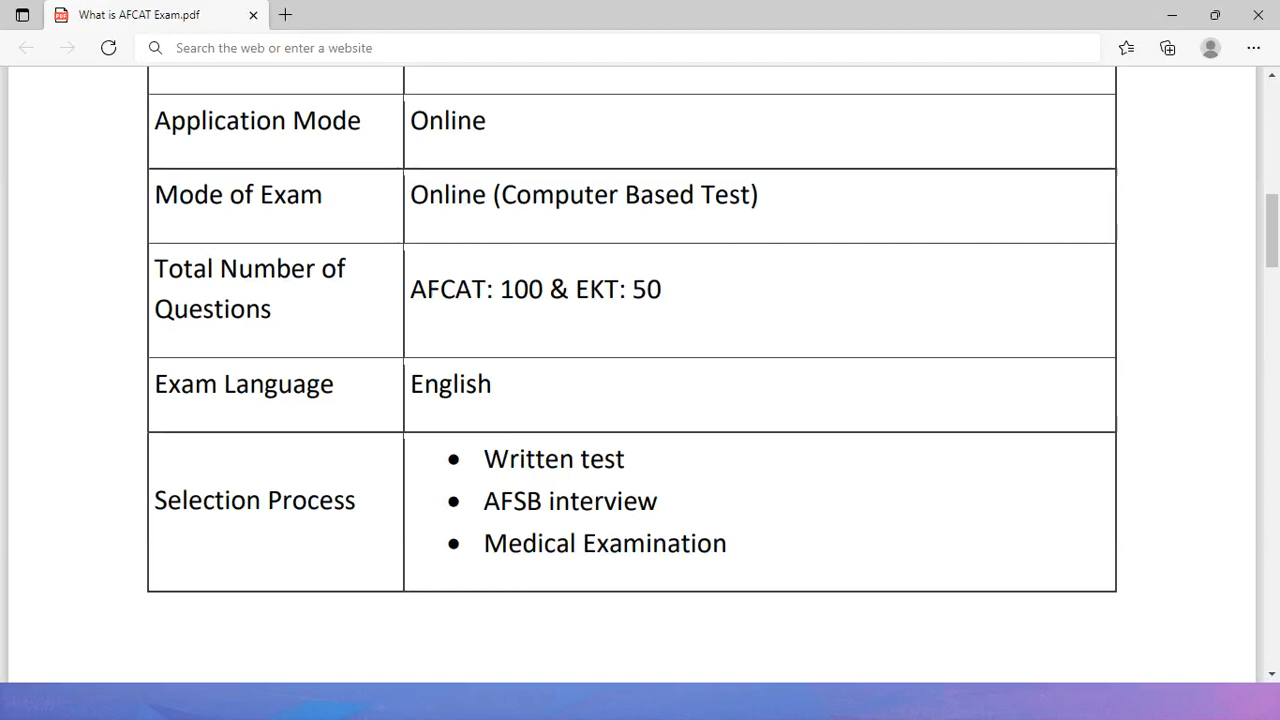 What is AFCAT Exam.pdf
Search the web or enter a website
Application Mode
Online
Mode of Exam
Online (Computer Based Test)
Total Number of
Questions
AFCAT: 100 & EKT: 50
Exam Language
English
Selection Process
• Written test
• AFSB interview
• Medical Examination